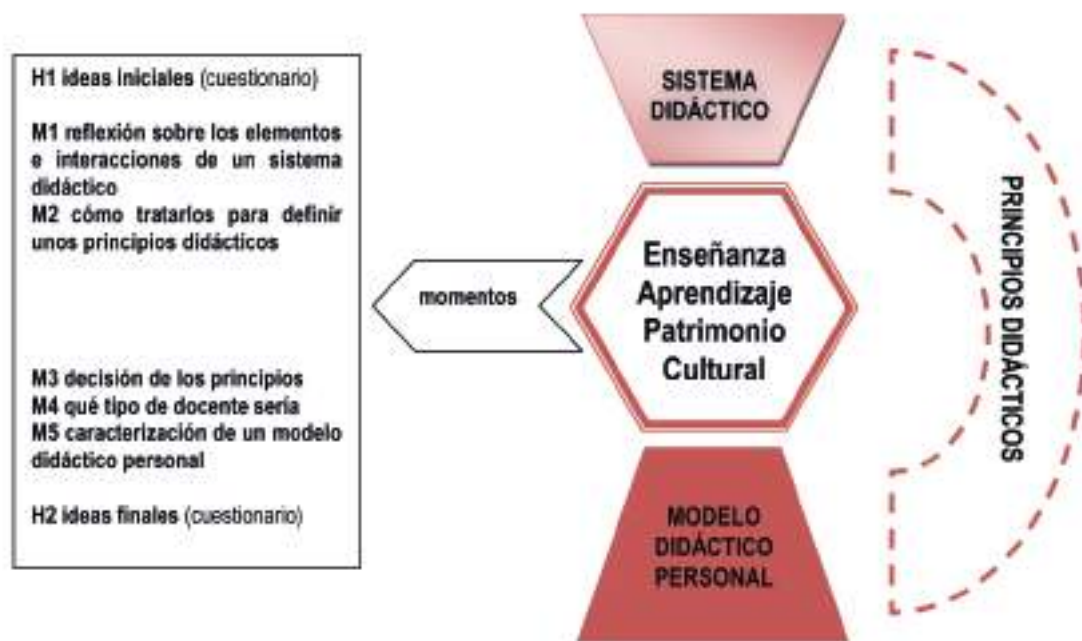 H1 ideas iniciales (cuestionario)
M1 reflexión sobre los elementos
e interacciones de un sistema
didáctico
M2 cómo tratarlos para definir
unos principios didácticos
M3 decisión de los principios
M4 qué tipo de docente sería
M5 caracterización de un modelo
didáctico personal
H2 ideas finales (cuestionario)
momentos
SISTEMA
DIDÁCTICO
Enseñanza
Aprendizaje
Patrimonio
Cultural
MODELO
DIDÁCTICO
PERSONAL
PRINCIPIOS DIDÁCTICOS